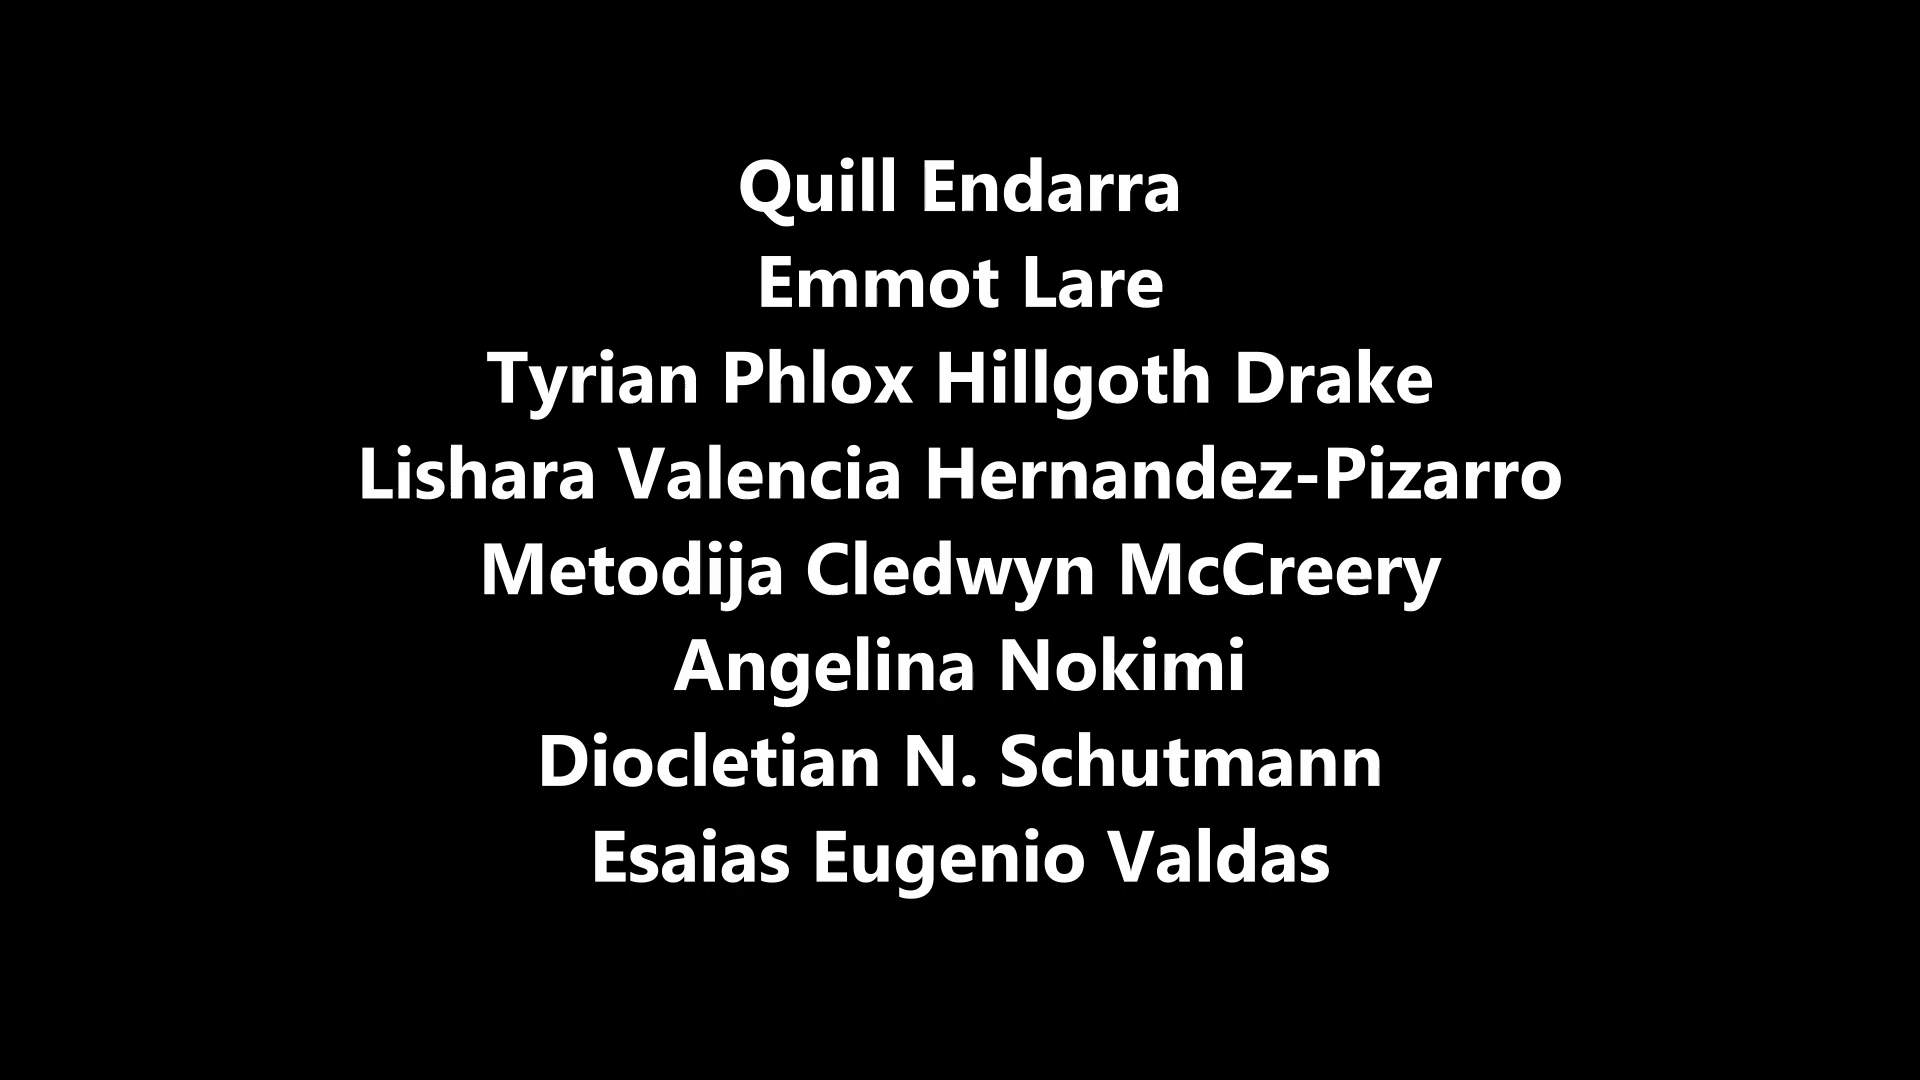 Quill Endarra
Emmot Lare
Tyrian Phlox Hillgoth Drake
Lishara Valencia Hernandez-Pizarro
Metodija Cledwyn McCreery
Angelina Nokimi
Diocletian N. Schutmann
Esaias Eugenio Valdas